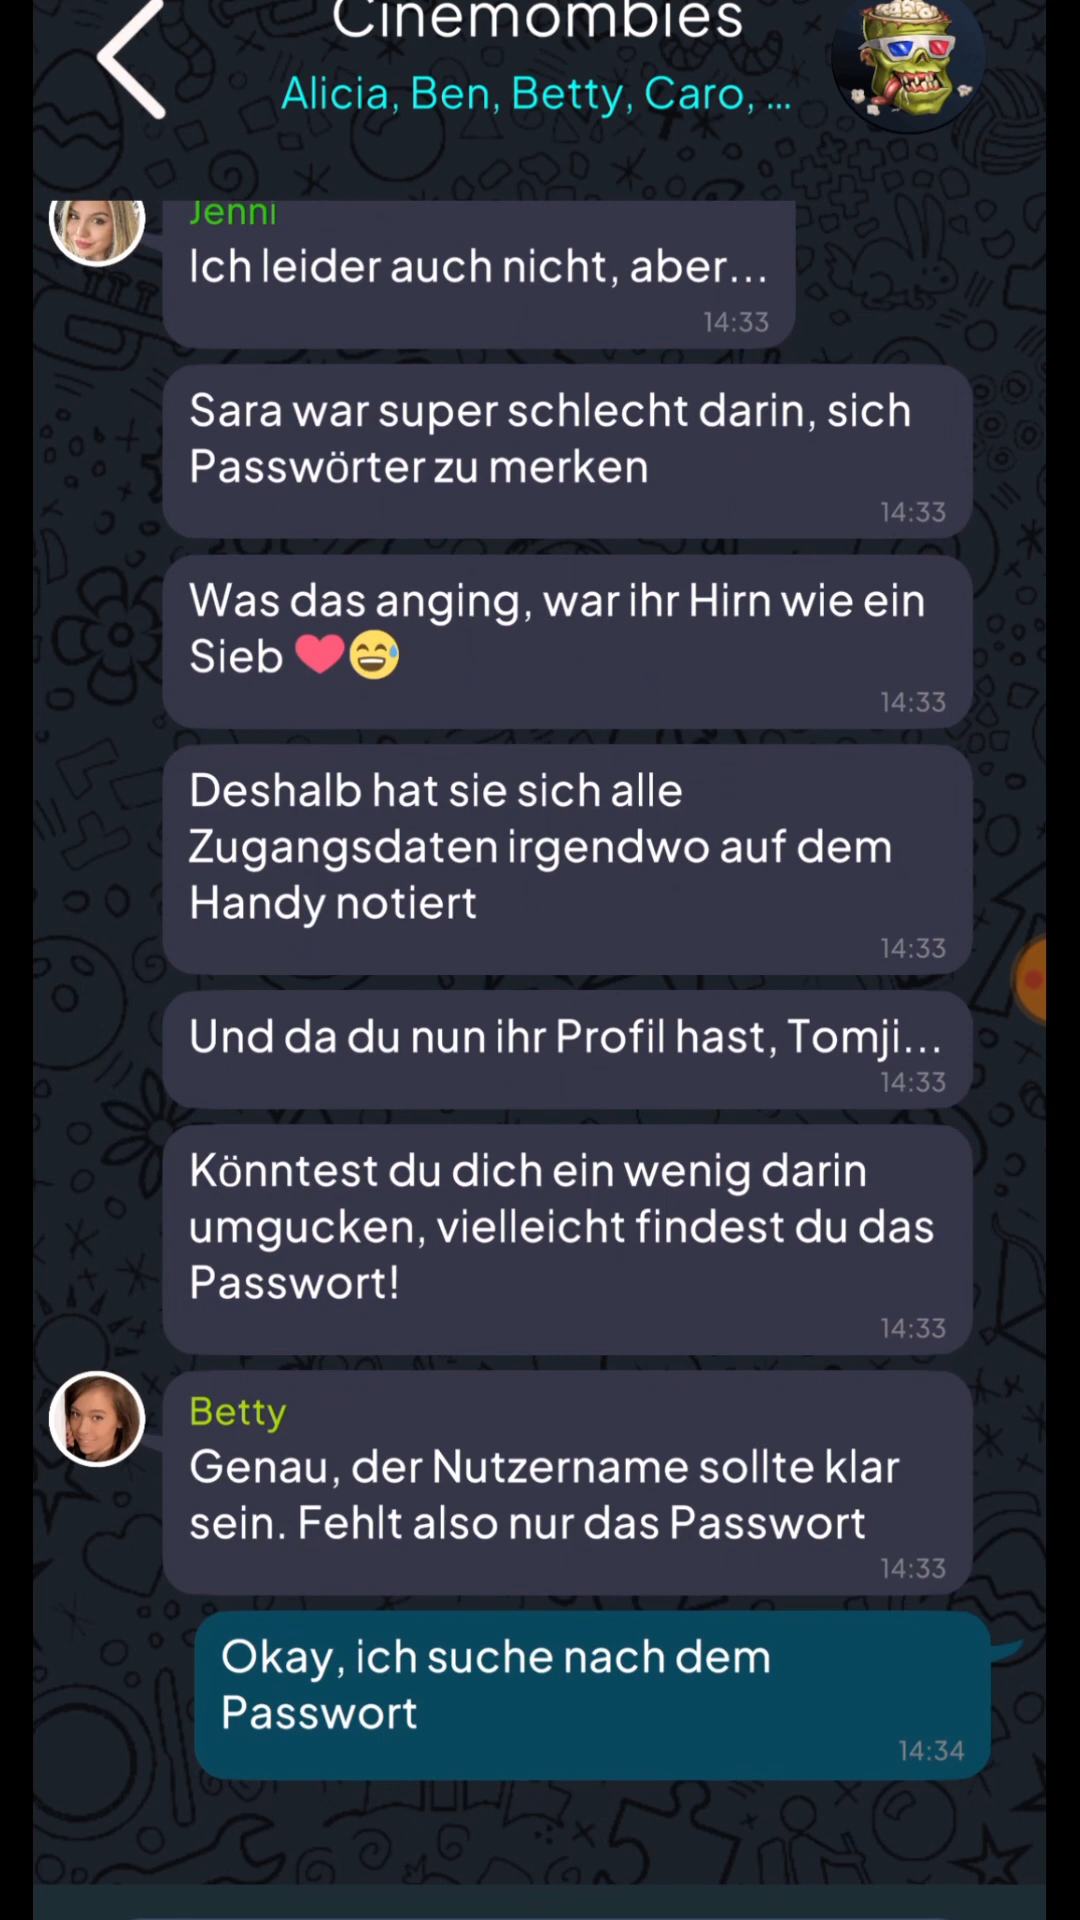 Cinemombies
Alicia, Ben, Betty, Caro, ...
Jenni
Ich leider auch nicht, aber...
14:33
Sara war super schlecht darin, sich
Passwörter zu merken
14:33
Was das anging, war ihr Hirn wie ein
Sieb ❤️😅
14:33
Deshalb hat sie sich alle
Zugangsdaten irgendwo auf dem
Handy notiert
14:33
Und da du nun ihr Profil hast, Tomji...
14:33
Könntest du dich ein wenig darin
umgucken, vielleicht findest du das
Passwort!
14:33
Betty
Genau, der Nutzername sollte klar
sein. Fehlt also nur das Passwort
14:33
Okay, ich suche nach dem
Passwort
14:34